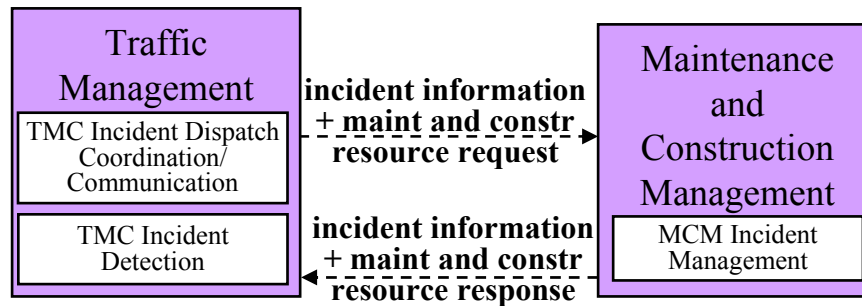 Traffic
Management
TMC Incident Dispatch
Coordination/
Communication
TMC Incident
Detection
incident information
+ maint and constr
resource request
incident information
+ maint and constr
resource response
Maintenance
and
Construction
Management
MCM Incident
Management